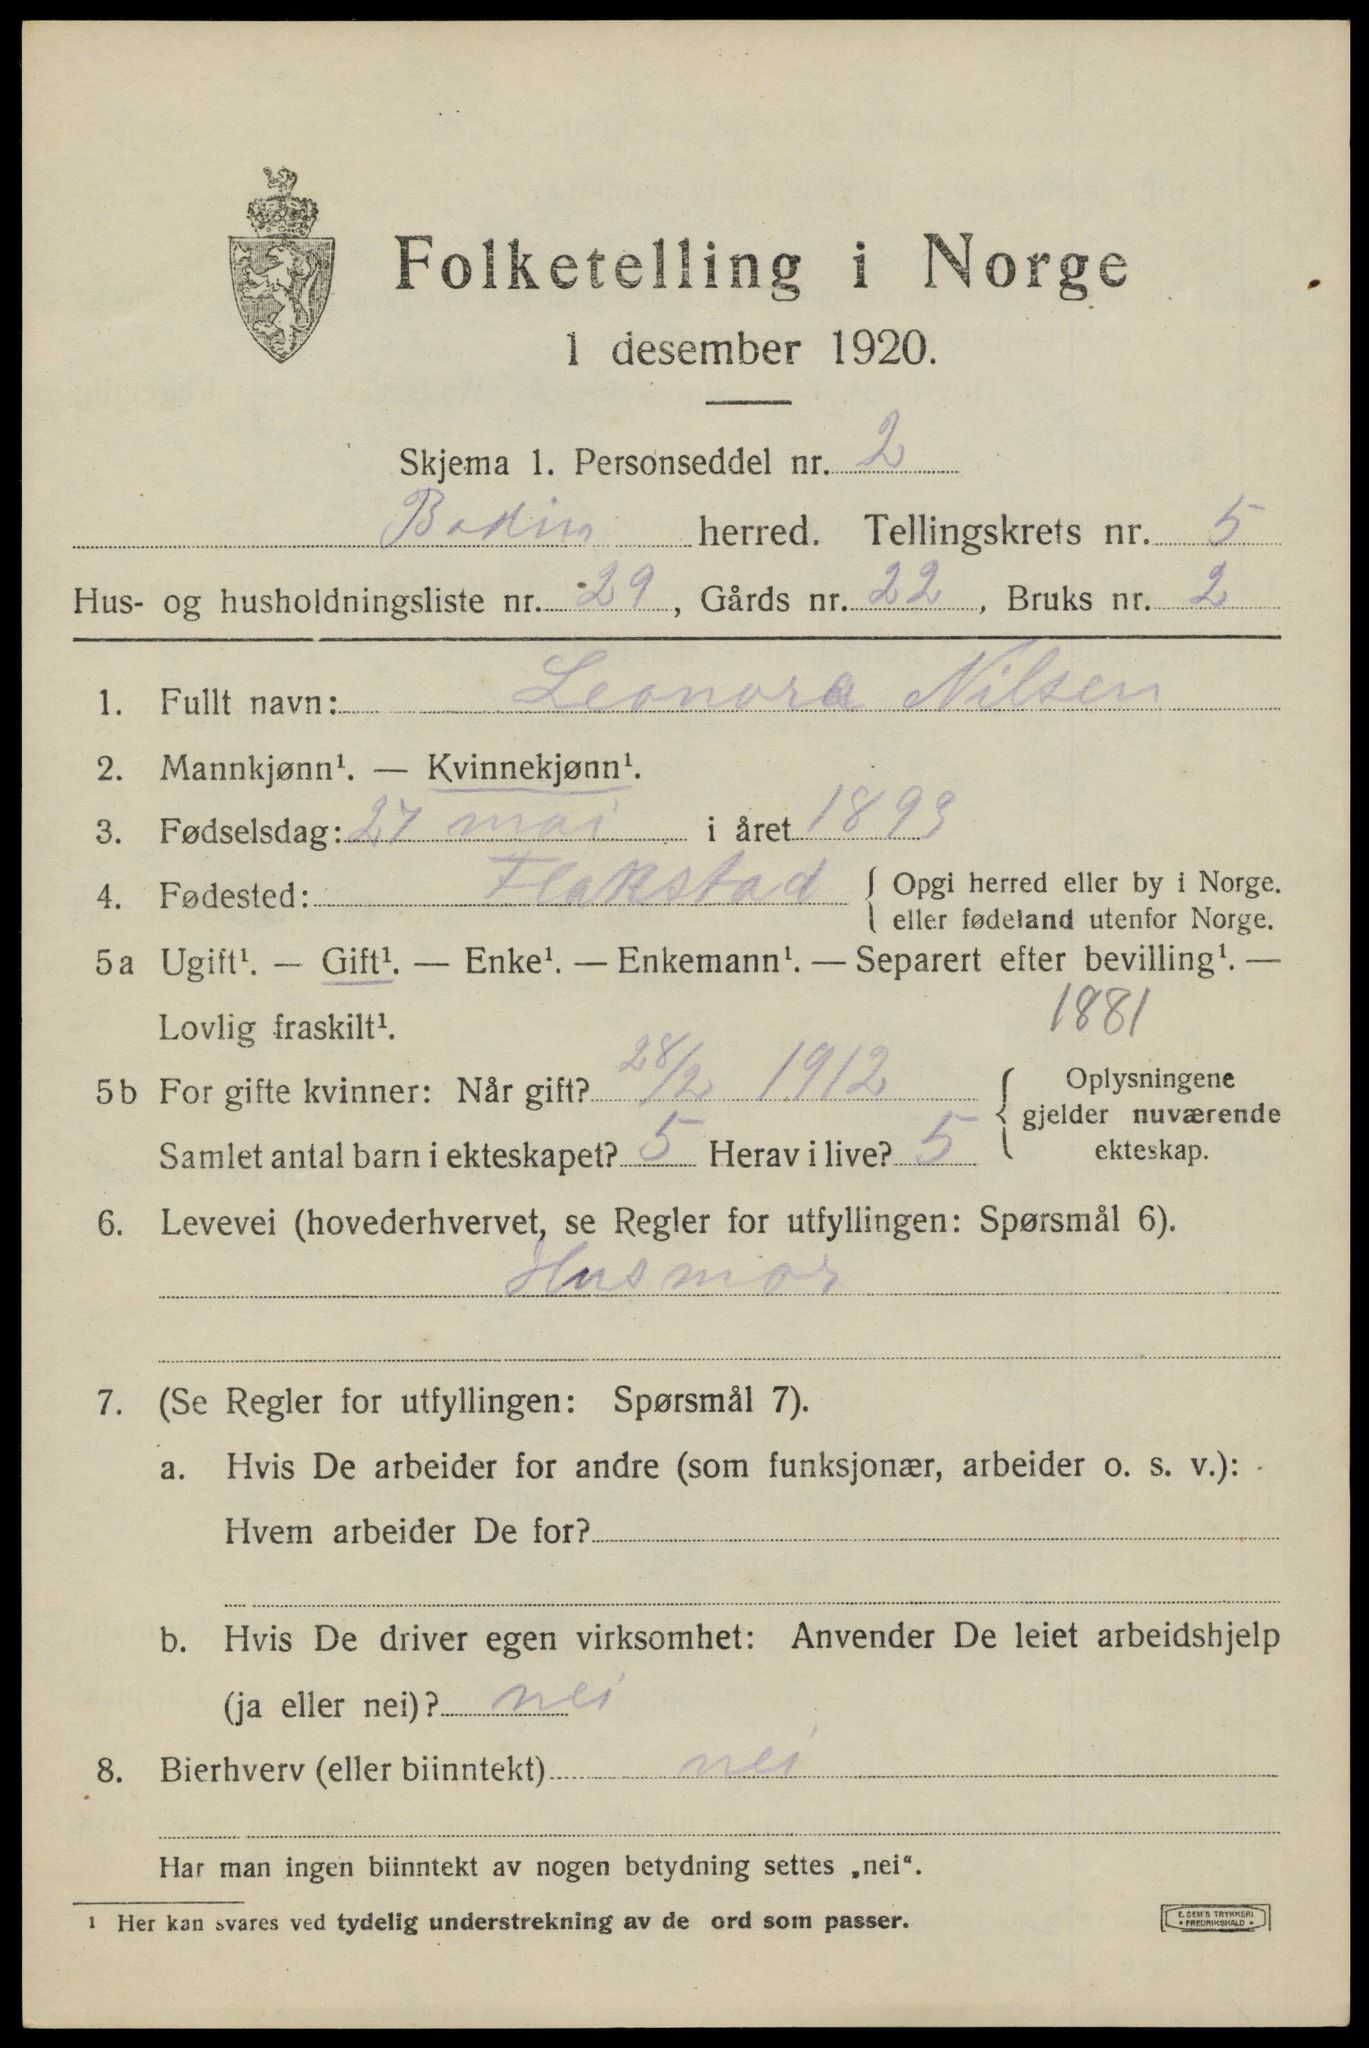 Folketelling i Norge
1 desember 1920.
Skjema 1. Personseddel nr. 2
Bodin herred. Tellingskrets nr. 5
Hus- og husholdningsliste nr. 29, Gårds nr. 22, Bruks nr. 2
1. Fullt navn: Leonora Nilsen
2. Mannkjønn¹. — Kvinnekjønn¹.
3. Fødselsdag: 27 mai i året 1893
4. Fødested: Flakstad { Opgi herred eller by i Norge.
eller fødeland utenfor Norge.
5a Ugift¹. — Gift¹. — Enke¹. — Enkemann¹. — Separert efter bevilling¹. —
Lovlig fraskilt¹. 1881
5b For gifte kvinner: Når gift? 28/2 1912 { Oplysningene
gjelder nuværende
Samlet antal barn i ekteskapet? 5 Herav i live? 5 ekteskap.
6. Levevei (hovederhvervet, se Regler for utfyllingen: Spørsmål 6).
Husmor
7. (Se Regler for utfyllingen: Spørsmål 7).
a. Hvis De arbeider for andre (som funksjonær, arbeider o. s. v.):
Hvem arbeider De for?
b. Hvis De driver egen virksomhet: Anvender De leiet arbeidshjelp
(ja eller nei)? nei
8. Bierhverv (eller biinntekt) nei
Har man ingen biinntekt av nogen betydning settes „nei“.
1 Her kan svares ved tydelig understrekning av de ord som passer.
E. SEM'S TRYKKERI
• FREDRIKSHALD •